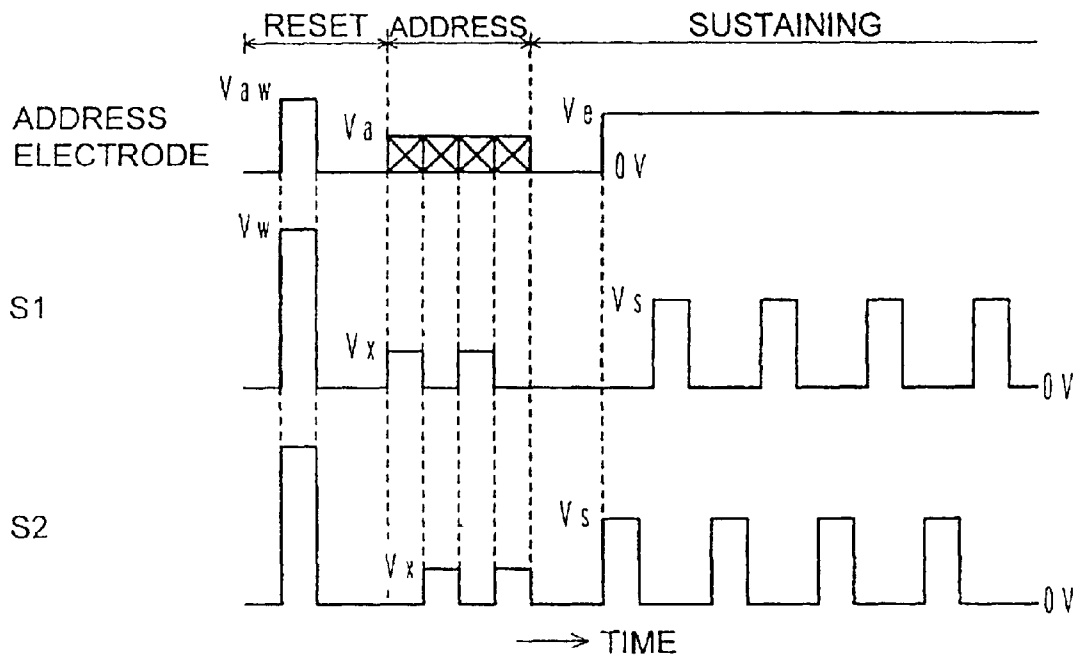 RESET ADDRESS SUSTAINING
Vaw
Va
Ve
ADDRESS
ELECTRODE
0V
Vw
S1
Vs
Vx
0V
S2
Vs
Vx
0V
TIME